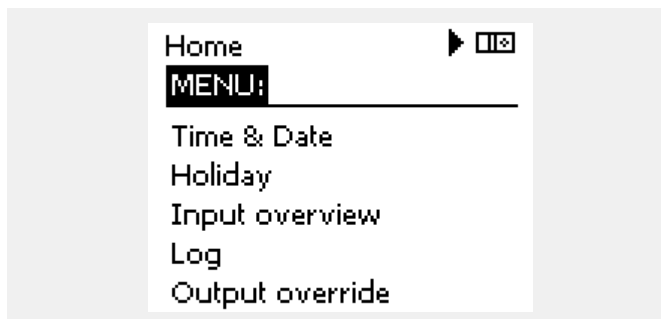 Home
MENU:
Time & Date
Holiday
Input overview
Log
Output override